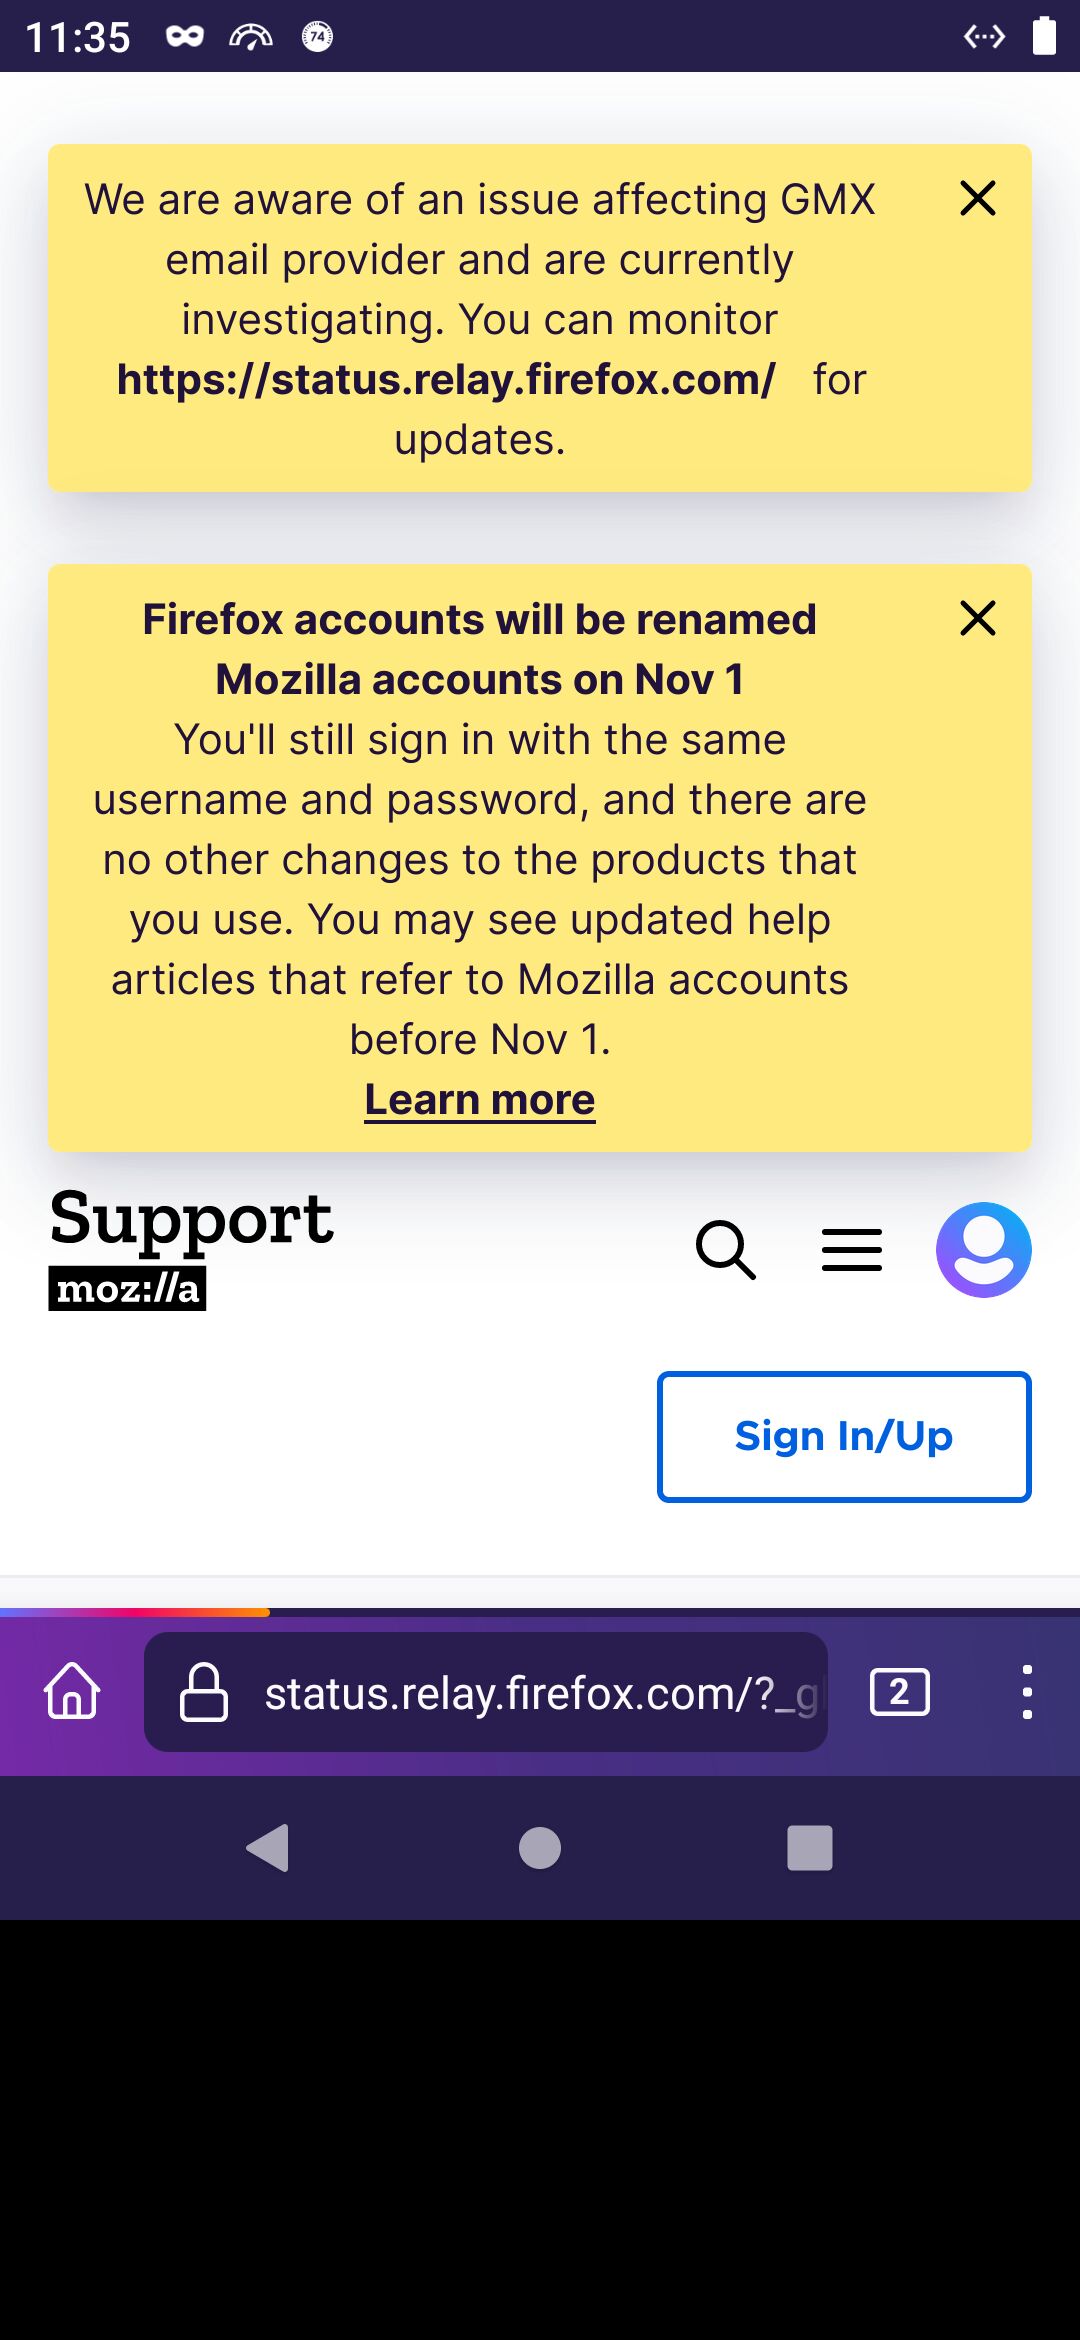 11:35
74
We are aware of an issue affecting GMX
email provider and are currently
investigating. You can monitor
https://status.relay.firefox.com/ for
updates.
Firefox accounts will be renamed
Mozilla accounts on Nov 1
You'll still sign in with the same
username and password, and there are
no other changes to the products that
you use. You may see updated help
articles that refer to Mozilla accounts
before Nov 1.
Learn more
Support
moz://a
Sign In/Up
status.relay.firefox.com/?_g
2